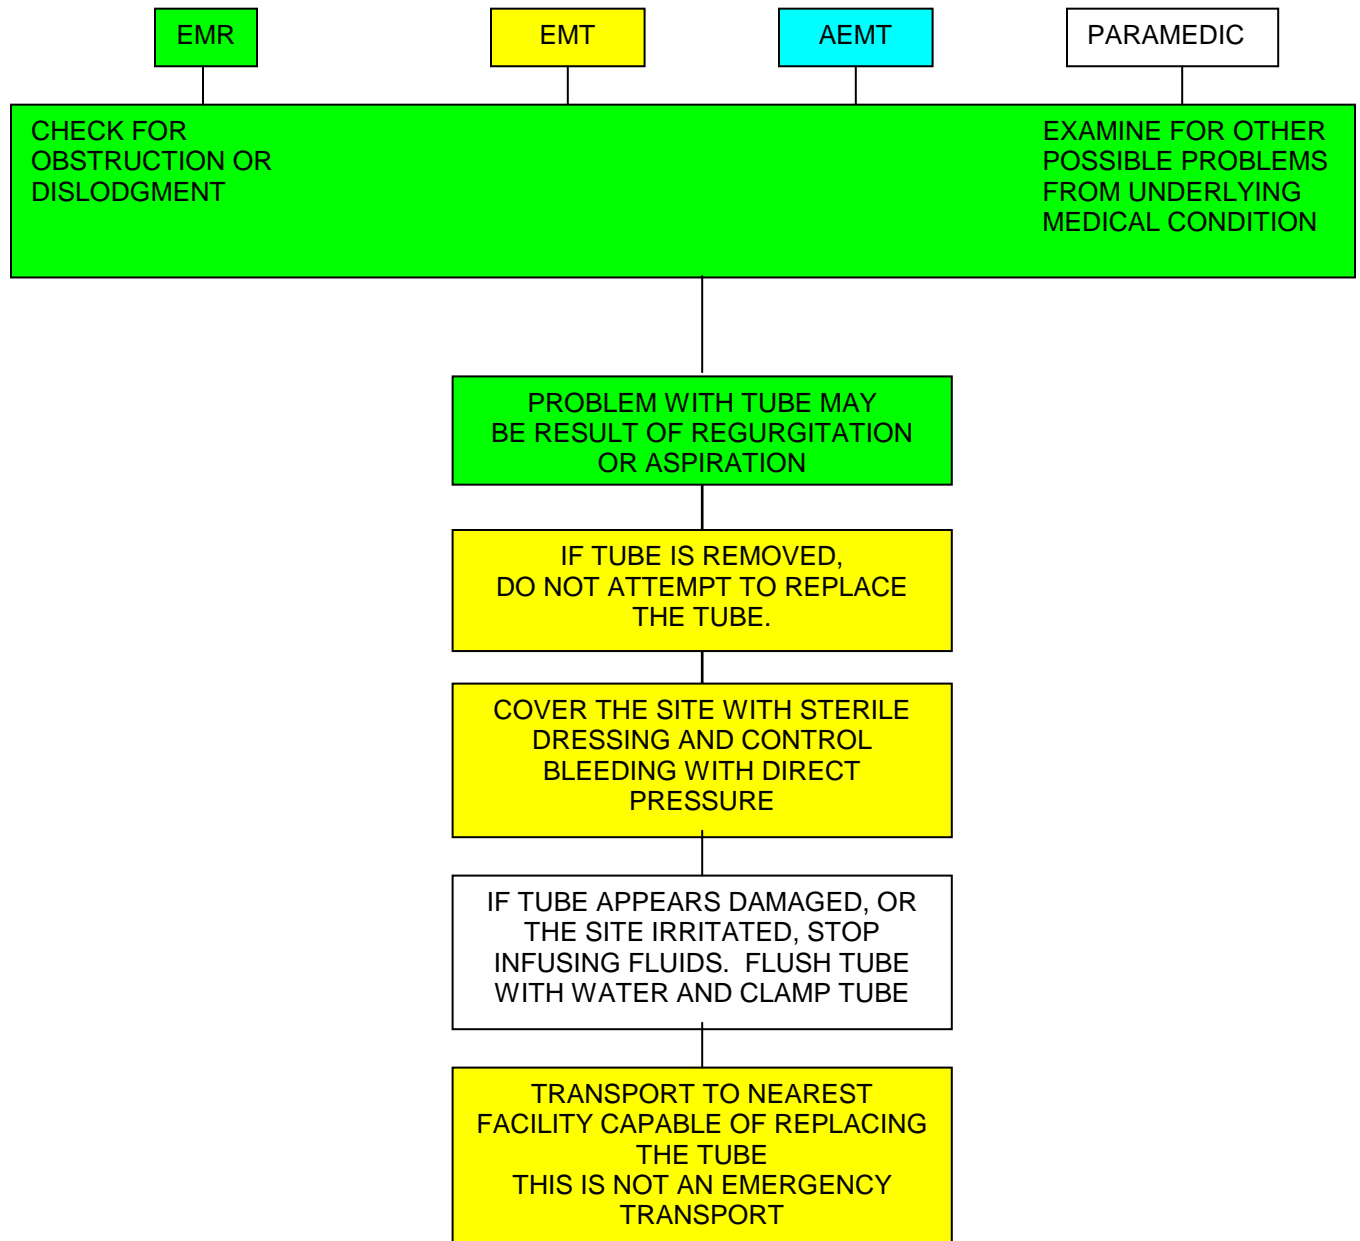 EMR
EMT
AEMT
PARAMEDIC
CHECK FOR
OBSTRUCTION OR
DISLODGMENT
EXAMINE FOR OTHER
POSSIBLE PROBLEMS
FROM UNDERLYING
MEDICAL CONDITION
PROBLEM WITH TUBE MAY
BE RESULT OF REGURGITATION
OR ASPIRATION
IF TUBE IS REMOVED,
DO NOT ATTEMPT TO REPLACE
THE TUBE.
COVER THE SITE WITH STERILE
DRESSING AND CONTROL
BLEEDING WITH DIRECT
PRESSURE
IF TUBE APPEARS DAMAGED, OR
THE SITE IRRITATED, STOP
INFUSING FLUIDS. FLUSH TUBE
WITH WATER AND CLAMP TUBE
TRANSPORT TO NEAREST
FACILITY CAPABLE OF REPLACING
THE TUBE
THIS IS NOT AN EMERGENCY
TRANSPORT